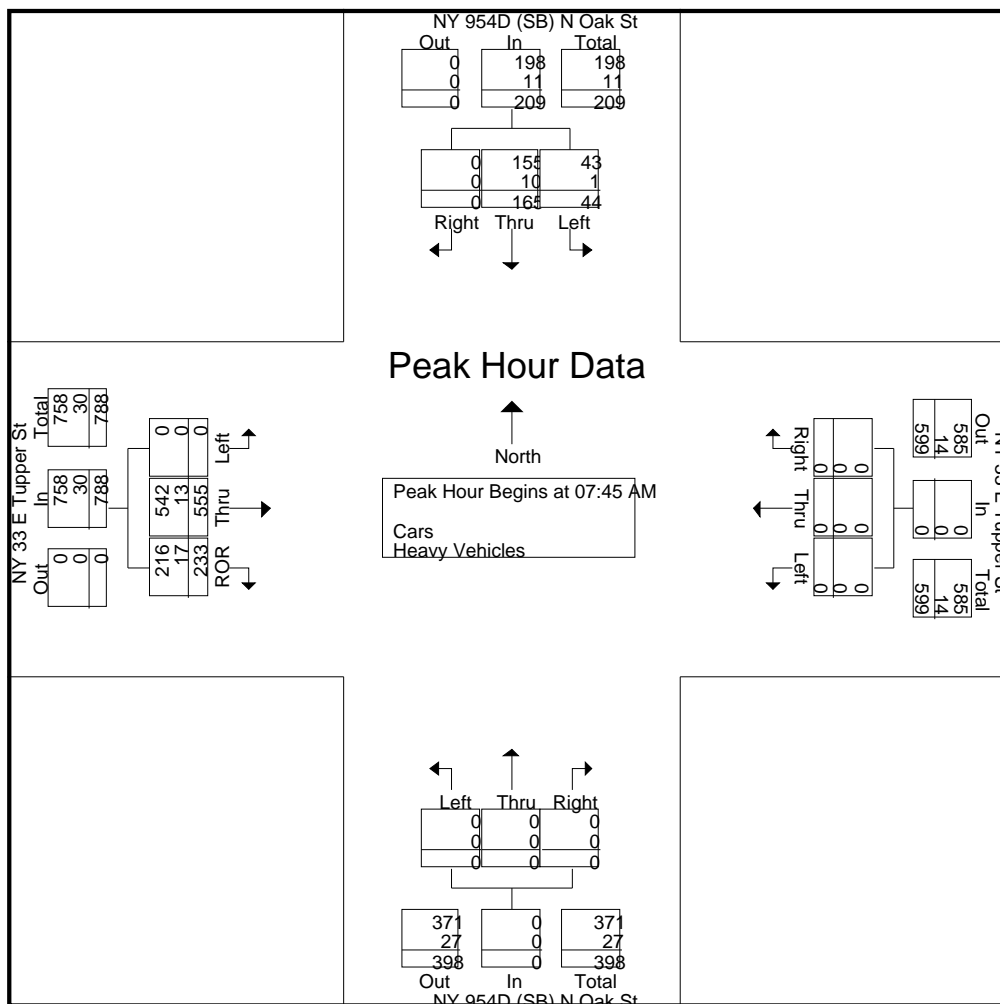 NY 954D (SB) N Oak St
Out In Total
0 198 198
0 11 11
0 209 209
0 155 43
0 10 1
0 165 44
Right Thru Left
Peak Hour Data
North
Peak Hour Begins at 07:45 AM
Cars
Heavy Vehicles
NY 33 E Tupper St
Out In Total
0 758 758
0 30 30
0 788 788
ROR Thru Left
216 542 0
17 13 0
233 555 0
Out In Total
585 0 585
14 0 14
599 0 599
Right Thru Left
0 0 0
0 0 0
0 0 0
Left Thru Right
0 0 0
0 0 0
0 0 0
371 0 371
27 0 27
398 0 398
Out In Total
NY 954D (SB) N Oak St